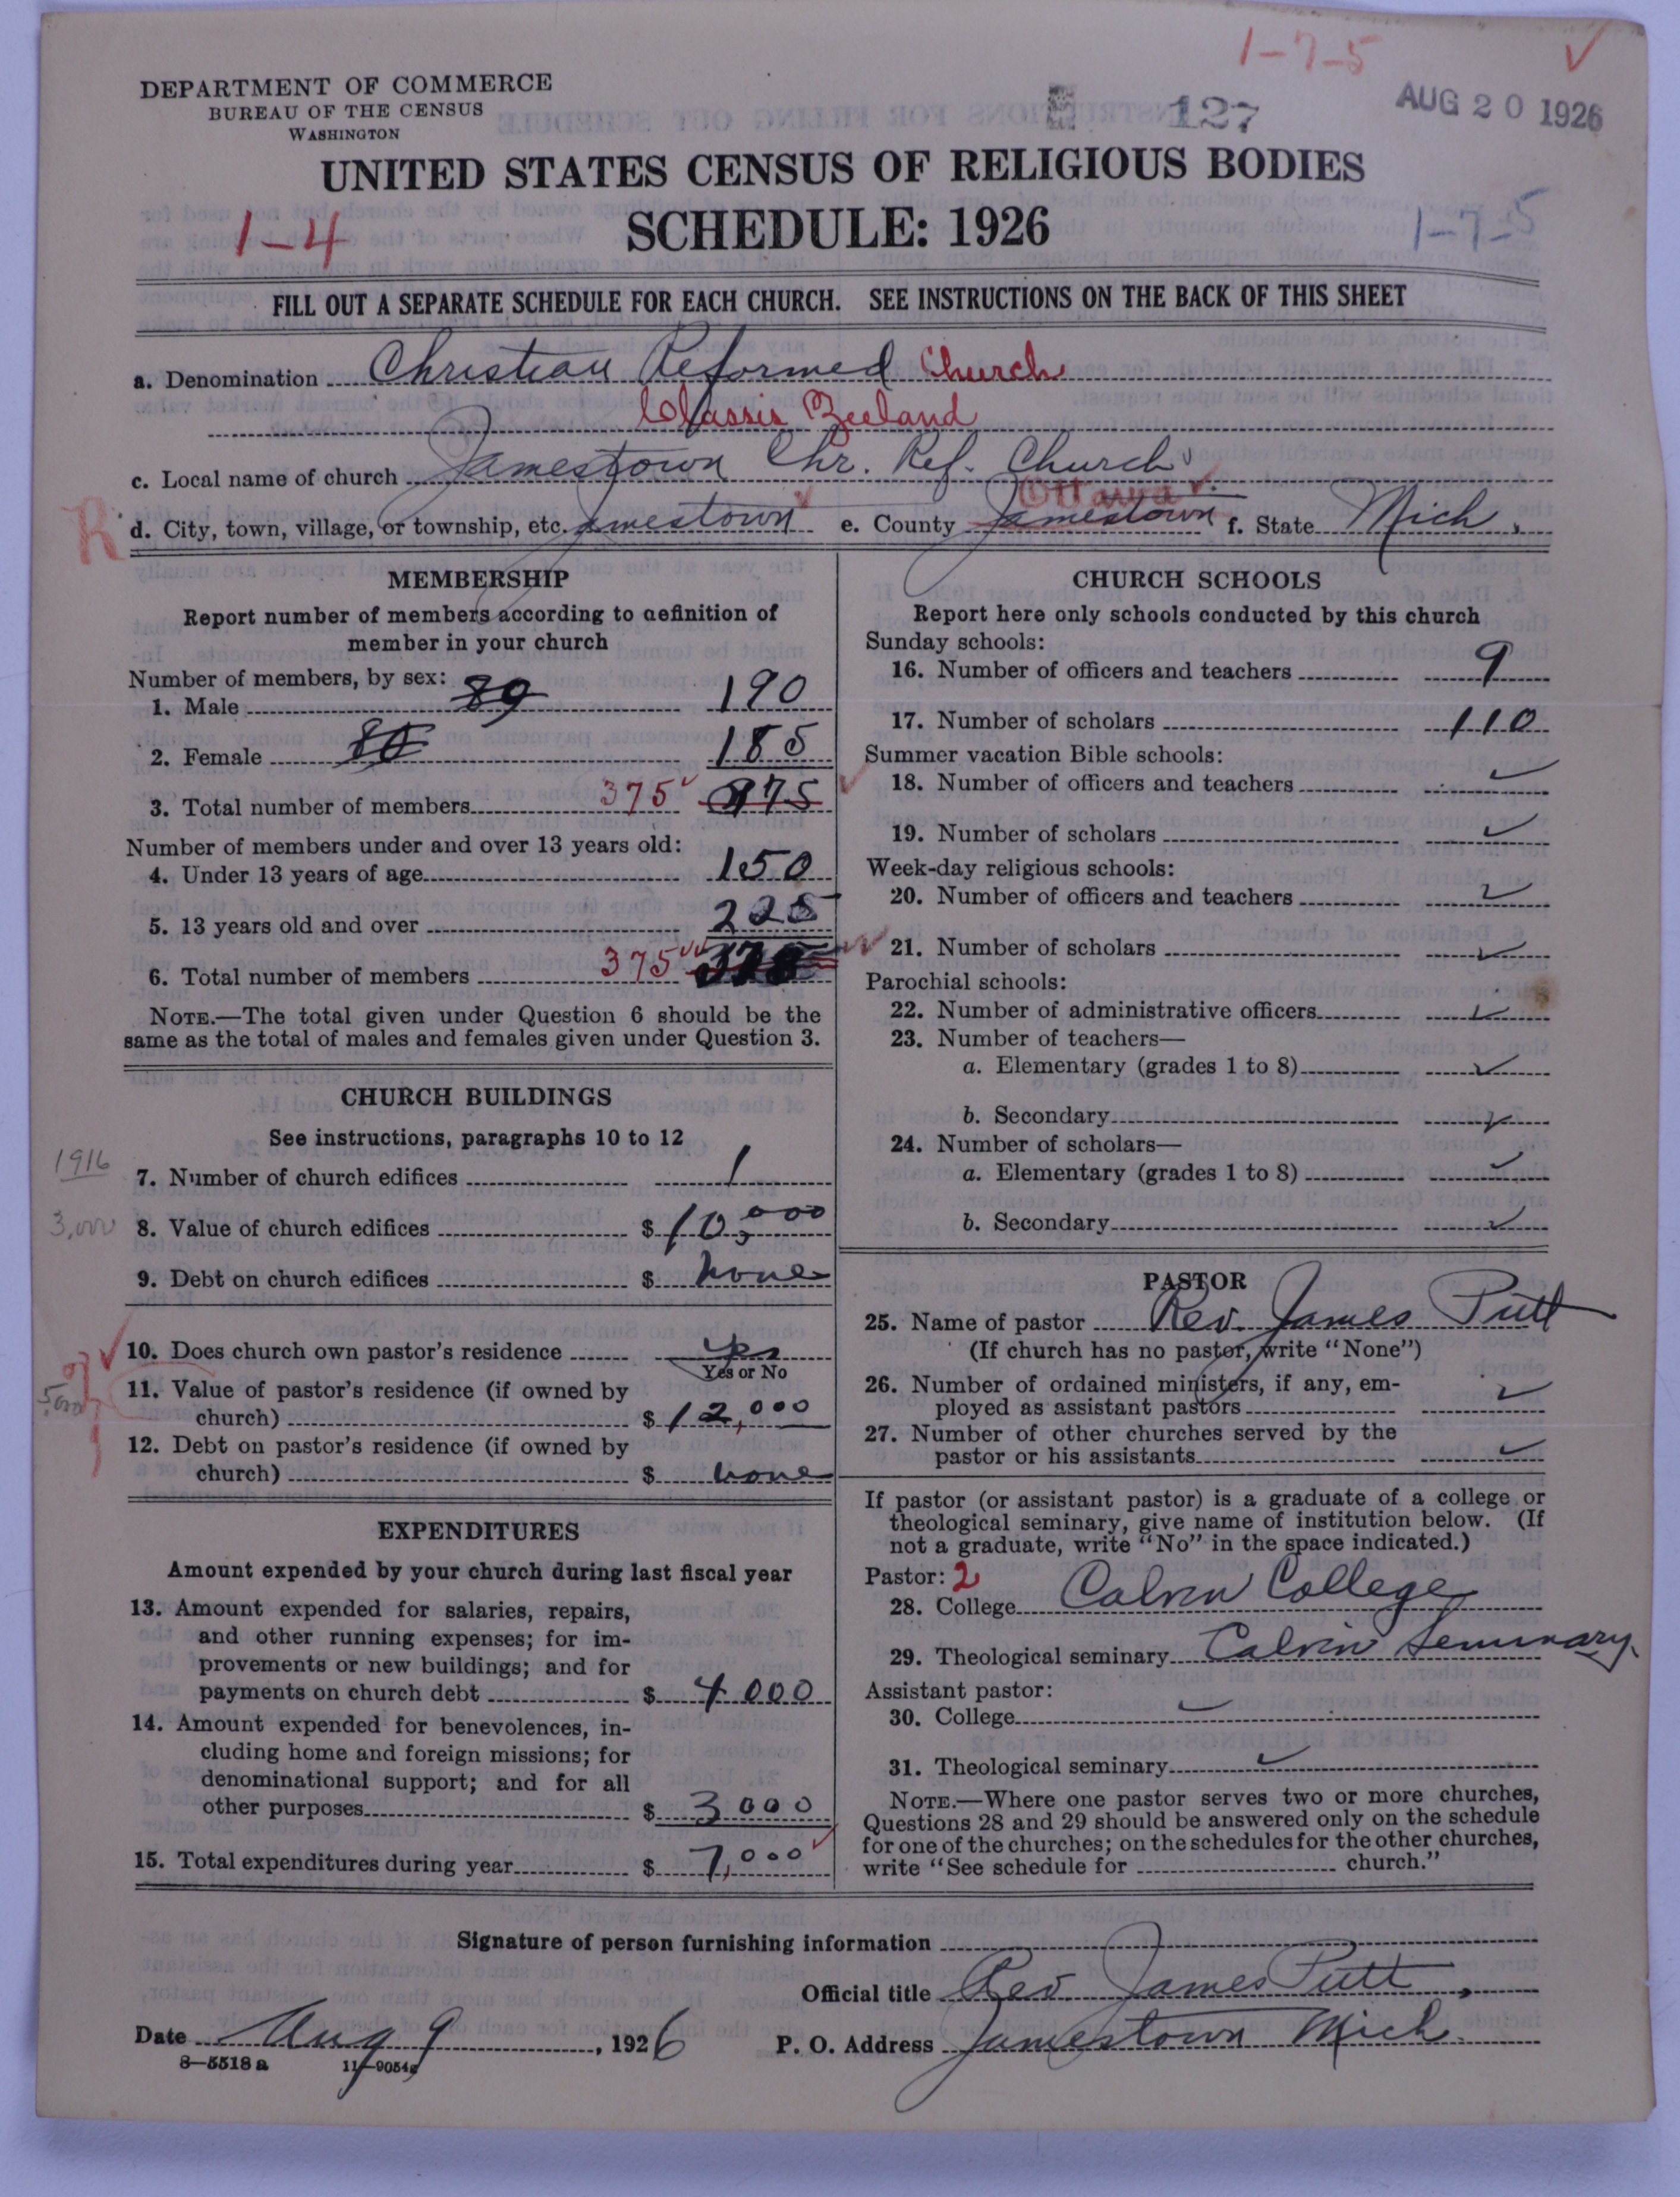 1-7-5 ✓
DEPARTMENT OF COMMERCE
BUREAU OF THE CENSUS
WASHINGTON
127
AUG 20 1926
UNITED STATES CENSUS OF RELIGIOUS BODIES
1-4 SCHEDULE: 1926 1-7-5
FILL OUT A SEPARATE SCHEDULE FOR EACH CHURCH. SEE INSTRUCTIONS ON THE BACK OF THIS SHEET
a. Denomination Christian Reformed Church
Classis Zeeland
c. Local name of church Jamestown Chr. Ref. Church
Ottawa
R d. City, town, village, or township, etc. Jamestown e. County Jamestown f. State Mich.
MEMBERSHIP
Report number of members according to definition of
member in your church
Number of members, by sex:
1. Male 89 190
2. Female 185
3. Total number of members 375 375
Number of members under and over 13 years old:
4. Under 13 years of age 150
5. 13 years old and over 225
6. Total number of members 375
NOTE.—The total given under Question 6 should be the
same as the total of males and females given under Question 3.
CHURCH BUILDINGS
See instructions, paragraphs 10 to 12
1916
7. Number of church edifices 1
3,000 8. Value of church edifices $ 10,000
9. Debt on church edifices $ none
10. Does church own pastor's residence yes
Yes or No
5,000 11. Value of pastor's residence (if owned by
church) $ 12,000
12. Debt on pastor's residence (if owned by
church) $ none
EXPENDITURES
Amount expended by your church during last fiscal year
13. Amount expended for salaries, repairs,
and other running expenses; for im-
provements or new buildings; and for
payments on church debt $ 4000
14. Amount expended for benevolences, in-
cluding home and foreign missions; for
denominational support; and for all
other purposes $ 3000
15. Total expenditures during year $ 7,000
CHURCH SCHOOLS
Report here only schools conducted by this church
Sunday schools:
16. Number of officers and teachers 9
17. Number of scholars 110
Summer vacation Bible schools:
18. Number of officers and teachers ✓
19. Number of scholars ✓
Week-day religious schools:
20. Number of officers and teachers ✓
21. Number of scholars ✓
Parochial schools:
22. Number of administrative officers ✓
23. Number of teachers—
a. Elementary (grades 1 to 8) ✓
b. Secondary ✓
24. Number of scholars—
a. Elementary (grades 1 to 8) ✓
b. Secondary ✓
PASTOR
25. Name of pastor Rev. James Putt
(If church has no pastor, write "None")
26. Number of ordained ministers, if any, em-
ployed as assistant pastors ✓
27. Number of other churches served by the
pastor or his assistants ✓
If pastor (or assistant pastor) is a graduate of a college or
theological seminary, give name of institution below. (If
not a graduate, write "No" in the space indicated.)
Pastor: 2
28. College Calvin College
29. Theological seminary Calvin Seminary
Assistant pastor:
30. College ✓
31. Theological seminary ✓
NOTE.—Where one pastor serves two or more churches,
Questions 28 and 29 should be answered only on the schedule
for one of the churches; on the schedules for the other churches,
write "See schedule for church."
Signature of person furnishing information
Official title Rev. James Putt,
Date Aug 9, 1926 P. O. Address Jamestown Mich.
8-5518 a 11-9054